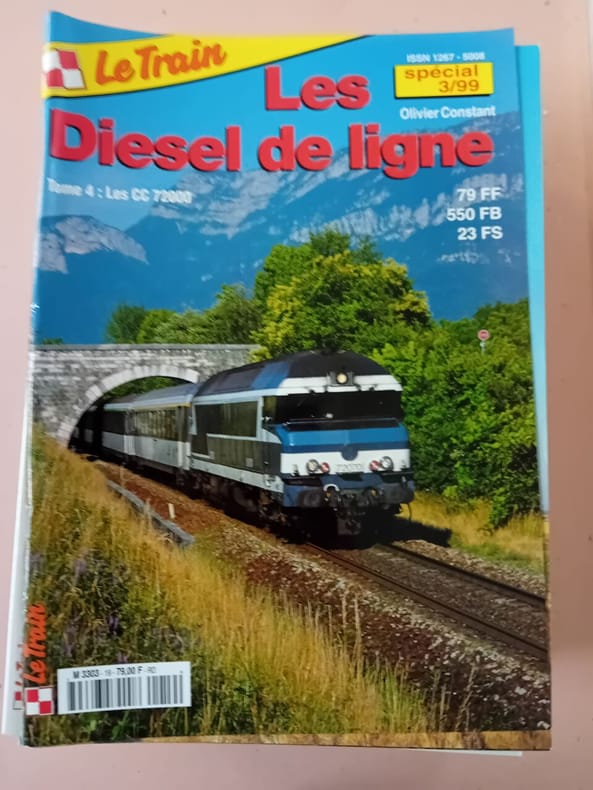 Le Train
ISSN 1267 - 5008
spécial
3/99
Les
Diesel de ligne
Olivier Constant
Tome 4 : Les CC 72000
79 FF
550 FB
23 FS
Le Train
M 3303 - 19 - 79,00 F - RD